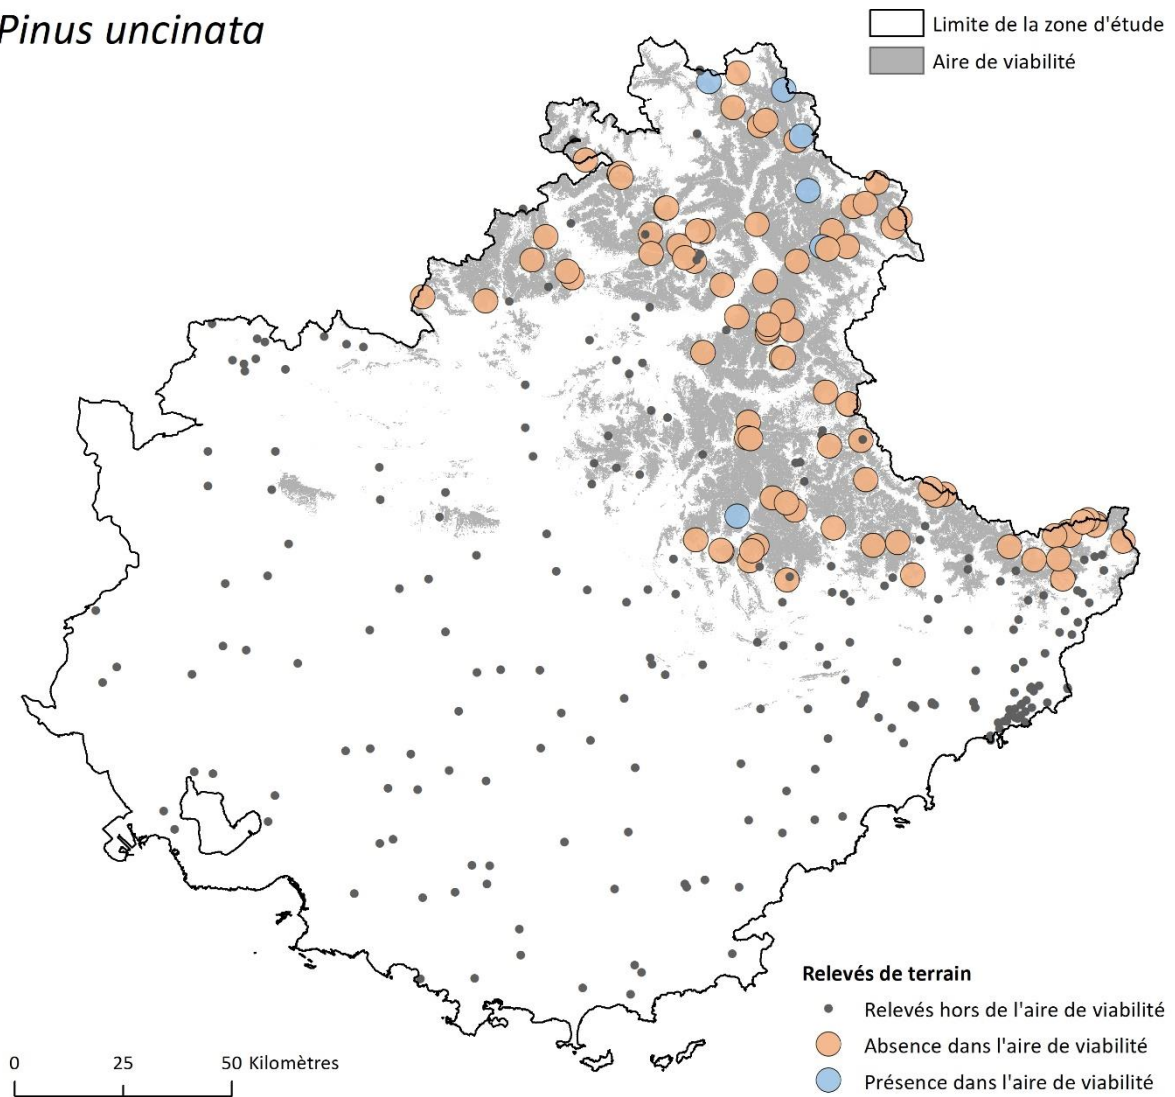 Pinus uncinata
Limite de la zone d'étude
Aire de viabilité
Relevés de terrain
Relevés hors de l'aire de viabilité
Absence dans l'aire de viabilité
Présence dans l'aire de viabilité
0 25 50 Kilomètres